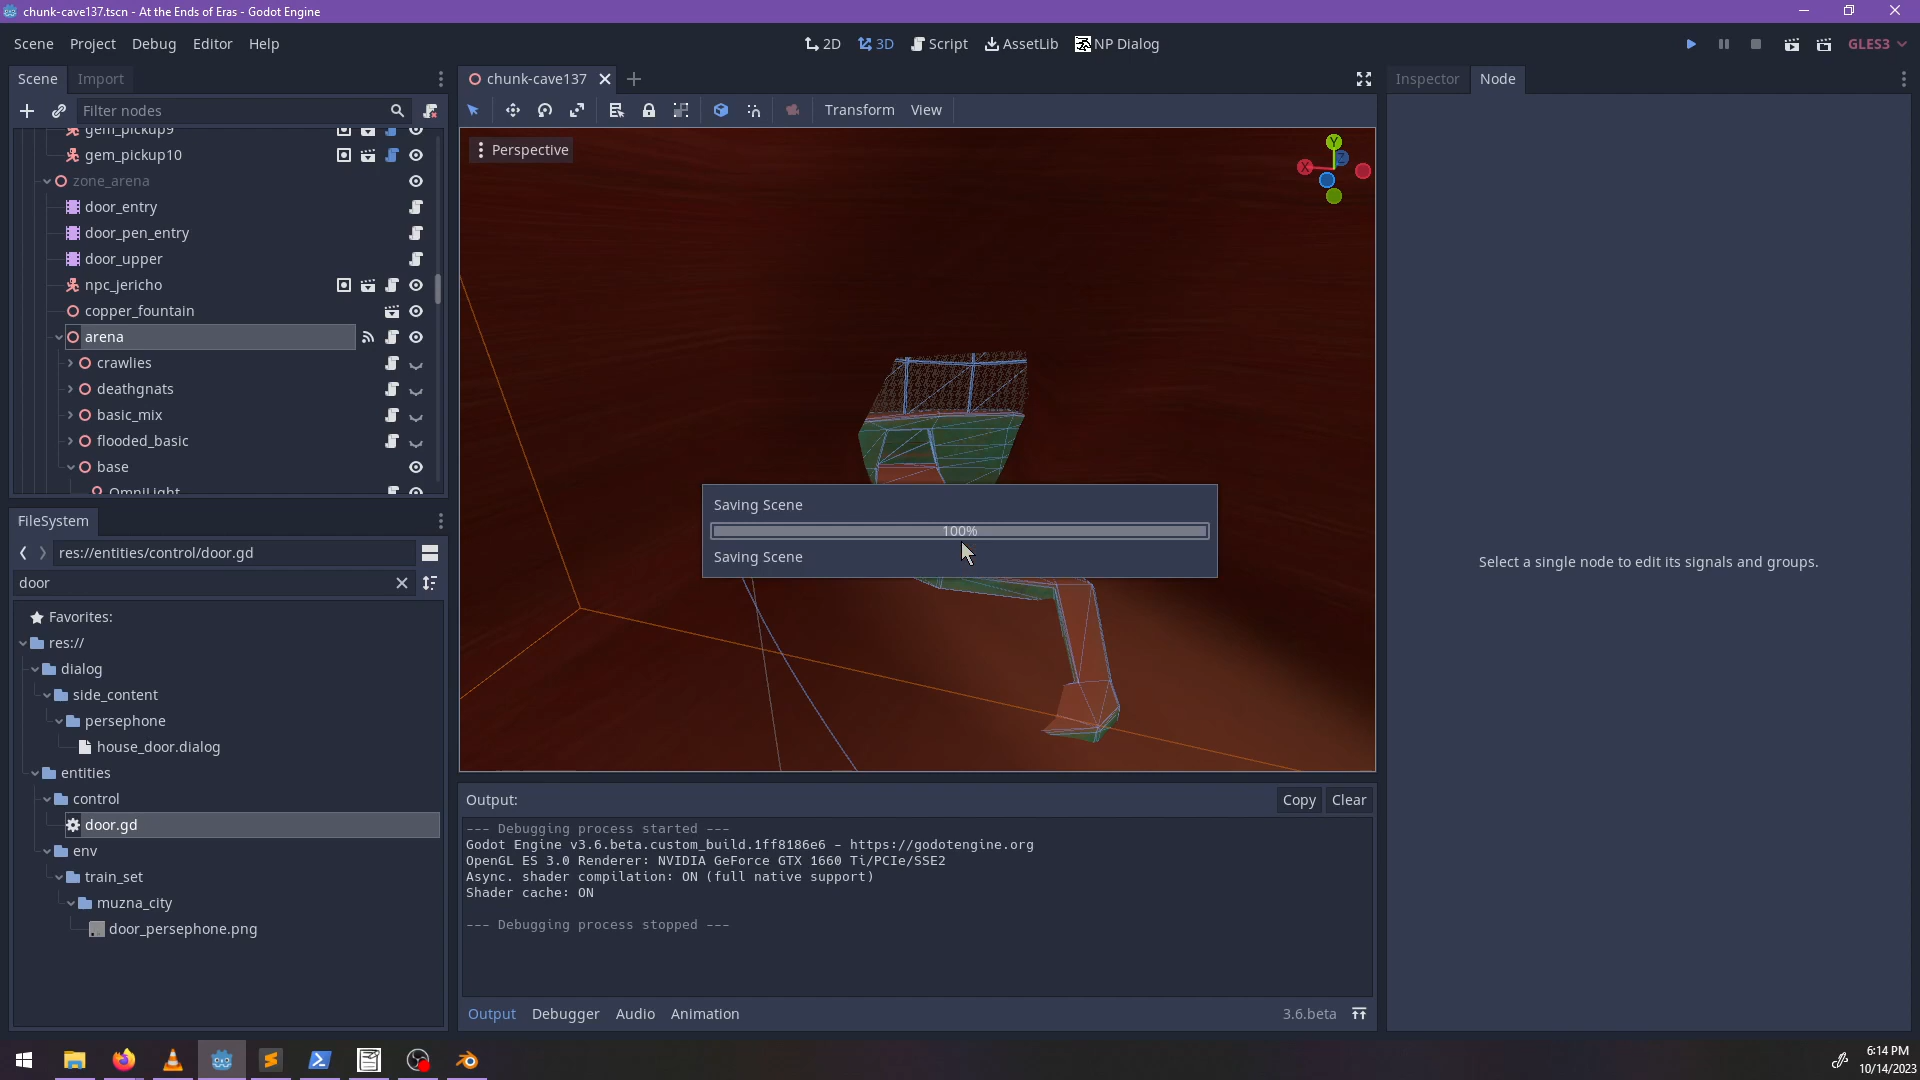 chunk-cave137.tscn - At the Ends of Eras - Godot Engine
Scene Project Debug Editor Help
2D 3D Script AssetLib NP Dialog
GLES3
Scene Import
Filter nodes
gem_pickup9
gem_pickup10
zone_arena
door_entry
door_pen_entry
door_upper
npc_jericho
copper_fountain
arena
crawlies
deathgnats
basic_mix
flooded_basic
base
OmniLight
FileSystem
res://entities/control/door.gd
door
Favorites:
res://
dialog
side_content
persephone
house_door.dialog
entities
control
door.gd
env
train_set
muzna_city
door_persephone.png
chunk-cave137
Transform View
Perspective
Y
X
Z
Saving Scene
100%
Saving Scene
Output:
Copy Clear
--- Debugging process started ---
Godot Engine v3.6.beta.custom_build.1ff8186e6 - https://godotengine.org
OpenGL ES 3.0 Renderer: NVIDIA GeForce GTX 1660 Ti/PCIe/SSE2
Async. shader compilation: ON (full native support)
Shader cache: ON
--- Debugging process stopped ---
Output Debugger Audio Animation
3.6.beta
Inspector Node
Select a single node to edit its signals and groups.
6:14 PM
10/14/2023